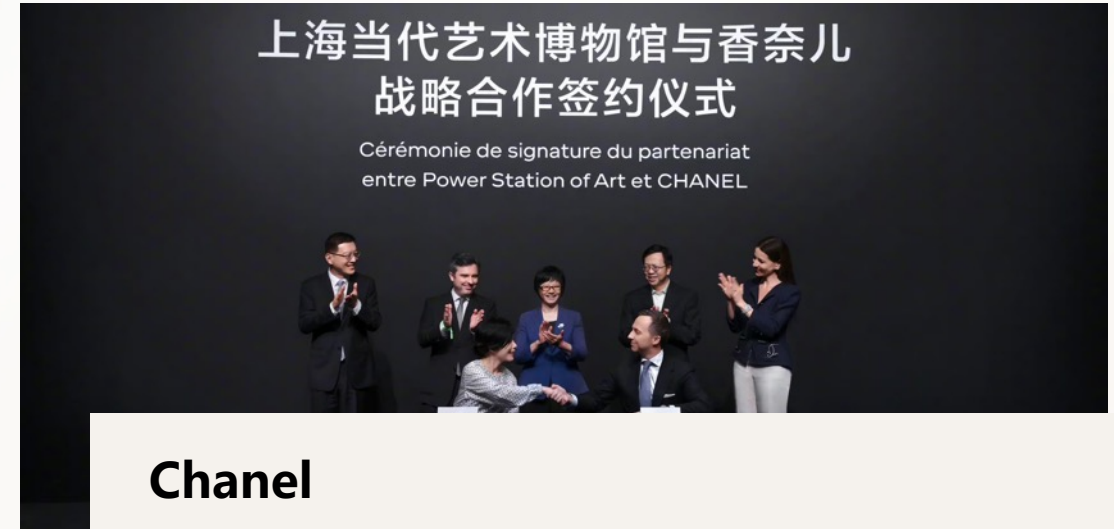 上海当代艺术博物馆与香奈儿
战略合作签约仪式
Cérémonie de signature du partenariat
entre Power Station of Art et CHANEL
Chanel